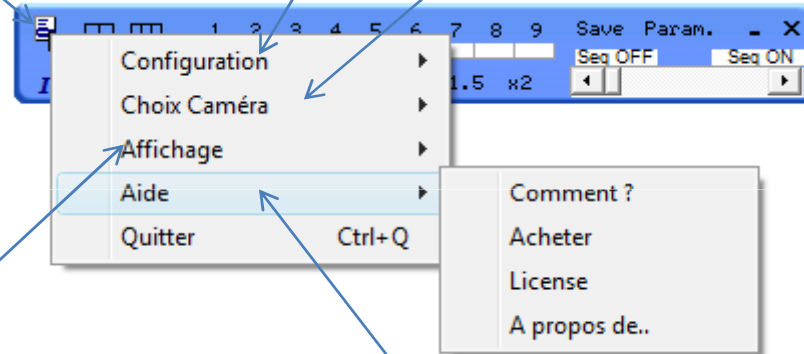 1 2 3 4 5 6 7 8 9 Save Param.
Seq OFF Seq ON
I 1.5 x2
Configuration
Choix Caméra
Affichage
Aide
Quitter Ctrl+Q
Comment ?
Acheter
License
A propos de..